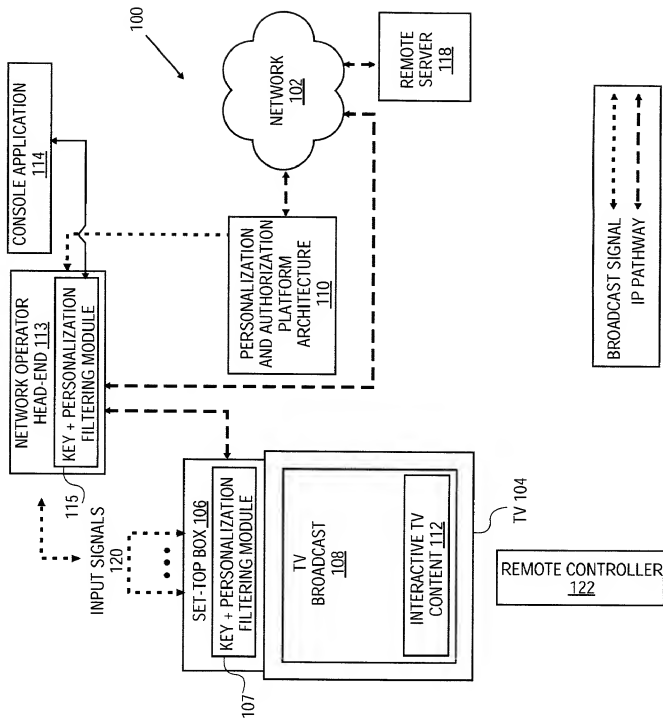 100
CONSOLE APPLICATION
114
NETWORK
102
REMOTE
SERVER
118
NETWORK OPERATOR
HEAD-END 113
KEY + PERSONALIZATION
FILTERING MODULE
115
PERSONALIZATION
AND AUTHORIZATION
PLATFORM
ARCHITECTURE
110
INPUT SIGNALS
120
SET-TOP BOX 106
KEY + PERSONALIZATION
FILTERING MODULE
107
TV BROADCAST
108
INTERACTIVE TV
CONTENT 112
TV 104
REMOTE CONTROLLER
122
BROADCAST SIGNAL
IP PATHWAY